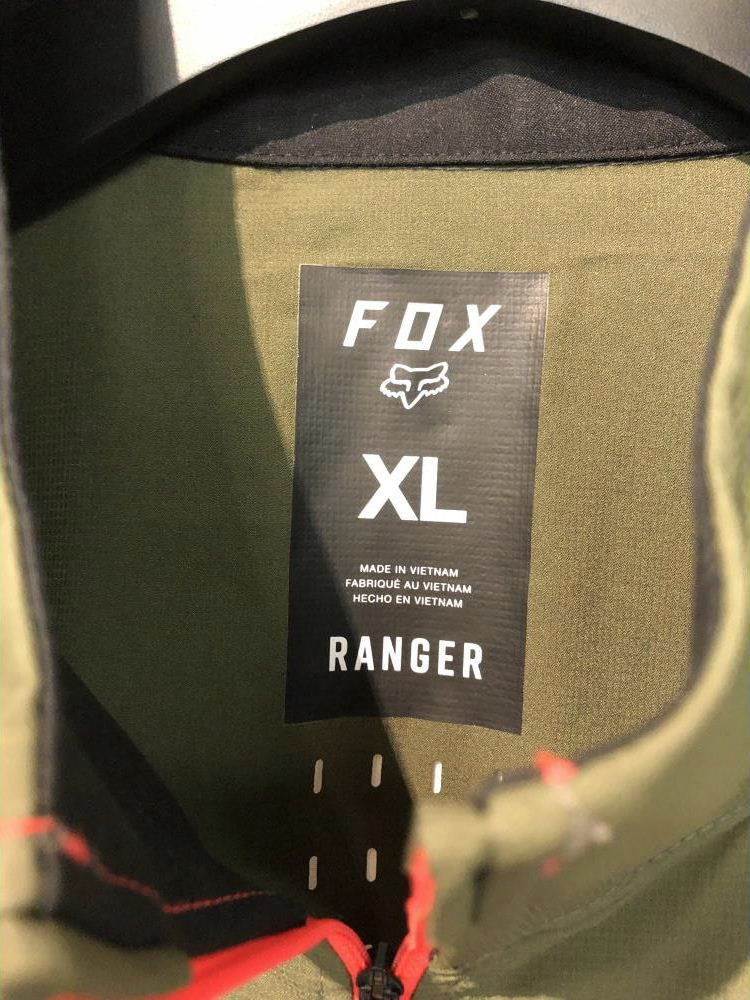 FOX
XL
MADE IN VIETNAM
FABRIQUÉ AU VIETNAM
HECHO EN VIETNAM
RANGER